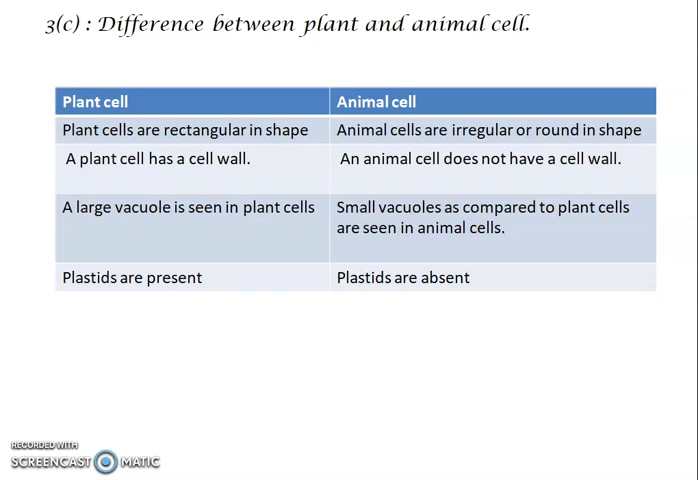 3(c) : Difference between plant and animal cell.
Plant cell
Animal cell
Plant cells are rectangular in shape
Animal cells are irregular or round in shape
A plant cell has a cell wall.
An animal cell does not have a cell wall.
A large vacuole is seen in plant cells
Small vacuoles as compared to plant cells
are seen in animal cells.
Plastids are present
Plastids are absent
RECORDED WITH
SCREENCAST MATIC